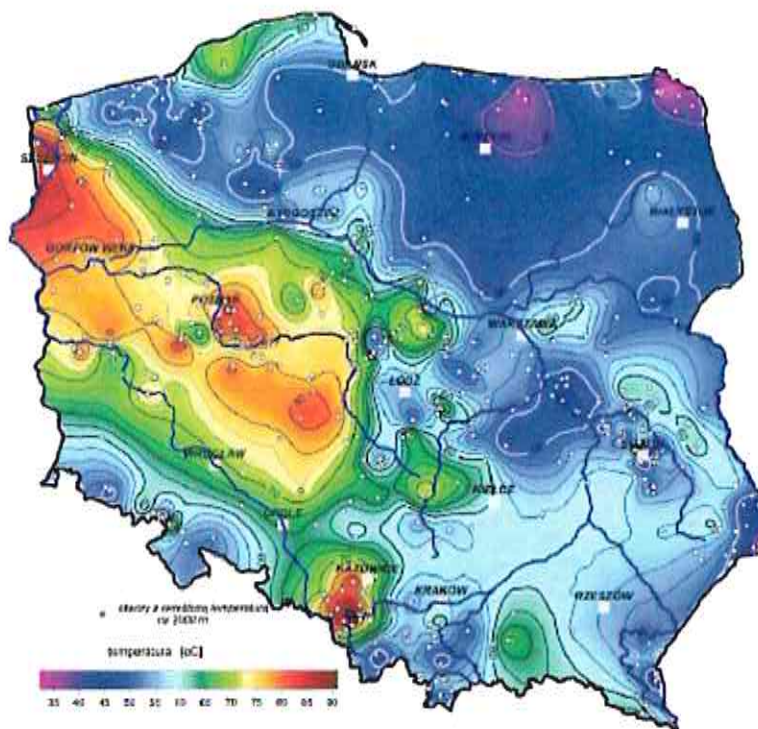 GDAŃSK
SZCZECIN
BYDGOSZCZ
BIAŁYSTOK
GORZÓW WLKP
POZNAŃ
WARSZAWA
ŁÓDŹ
WROCŁAW
KIELCE
OPOLE
KATOWICE
KRAKÓW
RZESZÓW
otwory z
temperatura [oC]
35 40 45 50 55 60 65 70 75 80 85 90